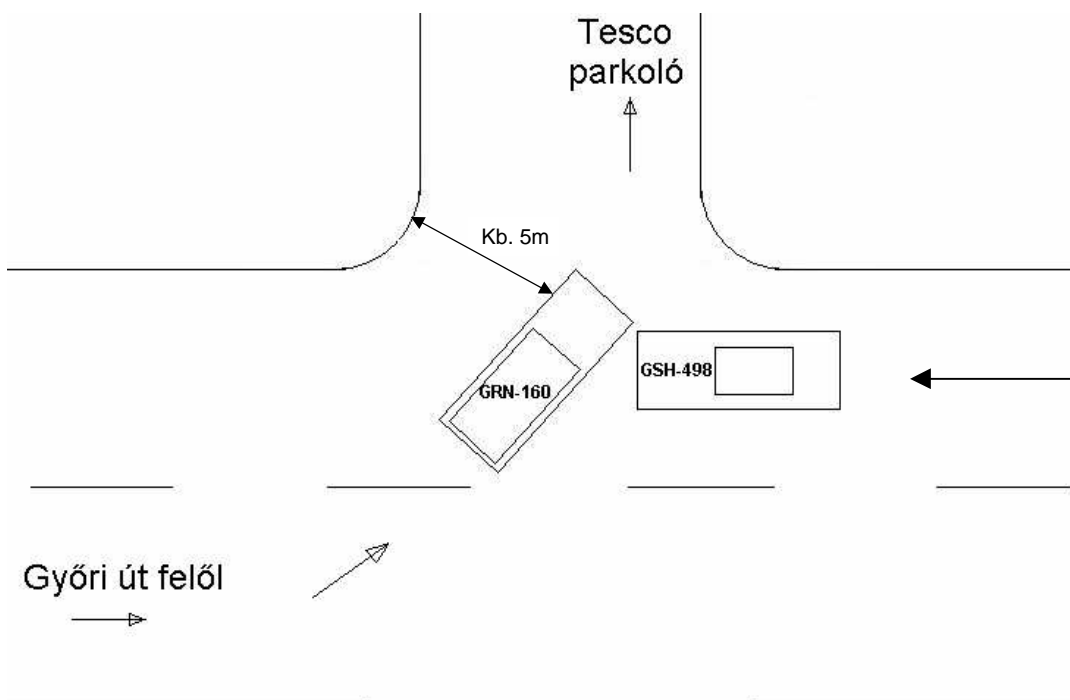 Tesco
parkoló
Kb. 5m
GSH-498
GRN-160
Győri út felől